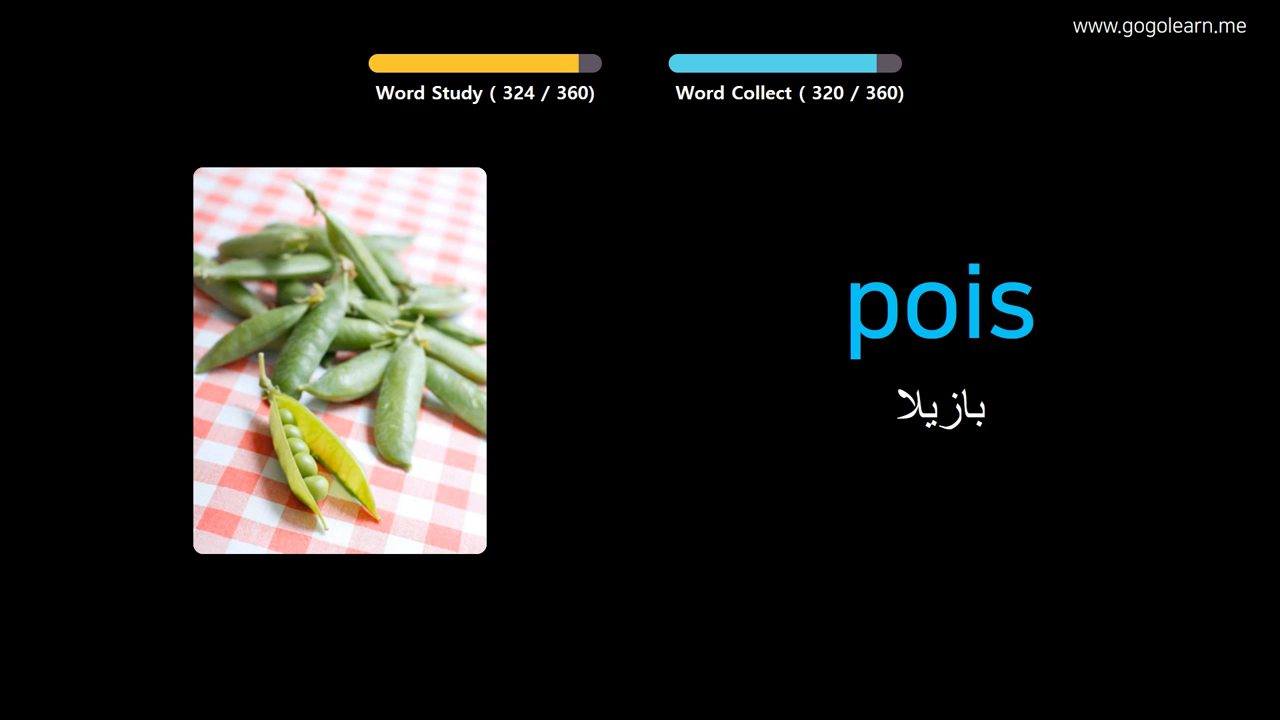 www.gogolearn.me
Word Study ( 324 / 360)
Word Collect ( 320 / 360)
pois
بازيلا